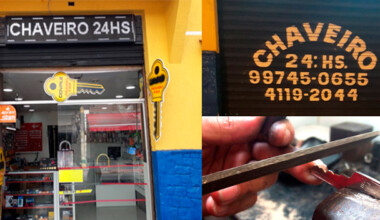 CHAVEIRO 24HS
CHAVEIRO
24:HS.
99745-0655
4119-2044